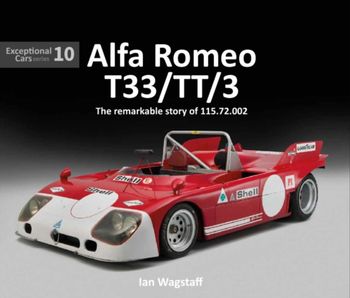 Exceptional
Cars series 10
Alfa Romeo
T33/TT/3
The remarkable story of 115.72.002
GOODYEAR
Shell
Shell
Ian Wagstaff